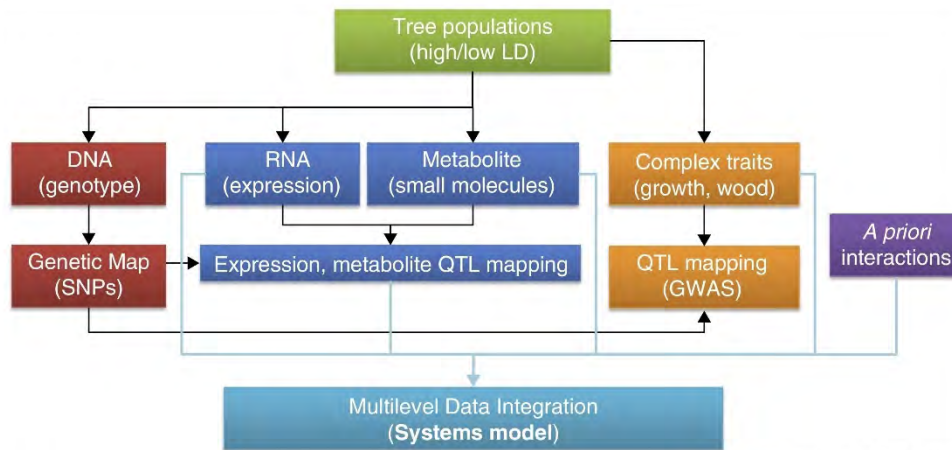 Tree populations
(high/low LD)
DNA
(genotype)
RNA
(expression)
Metabolite
(small molecules)
Complex traits
(growth, wood)
A priori
interactions
Genetic Map
(SNPs)
Expression, metabolite QTL mapping
QTL mapping
(GWAS)
Multilevel Data Integration
(Systems model)